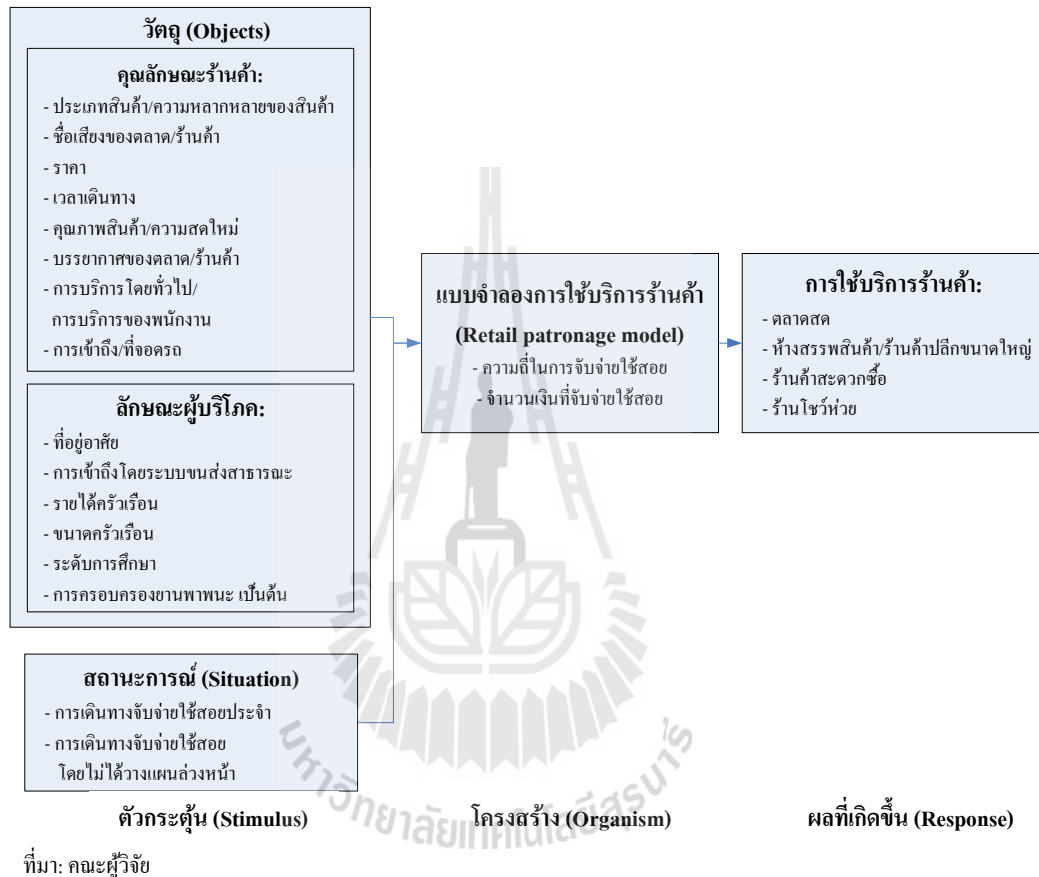 วัตถุ (Objects)
คุณลักษณะร้านค้า:
- ประเภทสินค้า/ความหลากหลายของสินค้า
- ชื่อเสียงของตลาด/ร้านค้า
- ราคา
- เวลาเดินทาง
- คุณภาพสินค้า/ความสดใหม่
- บรรยากาศของตลาด/ร้านค้า
- การบริการโดยทั่วไป/
การบริการของพนักงาน
- การเข้าถึง/ที่จอดรถ
ลักษณะผู้บริโภค:
- ที่อยู่อาศัย
- การเข้าถึงโดยระบบขนส่งสาธารณะ
- รายได้ครัวเรือน
- ขนาดครัวเรือน
- ระดับการศึกษา
- การครอบครองยานพาพนะ เป็นต้น
สถานะการณ์ (Situation)
- การเดินทางจับจ่ายใช้สอยประจำ
- การเดินทางจับจ่ายใช้สอย
โดยไม่ได้วางแผนล่วงหน้า
ตัวกระตุ้น (Stimulus)
แบบจำลองการใช้บริการร้านค้า
(Retail patronage model)
- ความถี่ในการจับจ่ายใช้สอย
- จำนวนเงินที่จับจ่ายใช้สอย
โครงสร้าง (Organism)
การใช้บริการร้านค้า:
- ตลาดสด
- ห้างสรรพสินค้า/ร้านค้าปลีกขนาดใหญ่
- ร้านค้าสะดวกซื้อ
- ร้านโชว์ห่วย
ผลที่เกิดขึ้น (Response)
มหาวิทยาลัยเทคโนโลยีสุรนารี
ที่มา: คณะผู้วิจัย